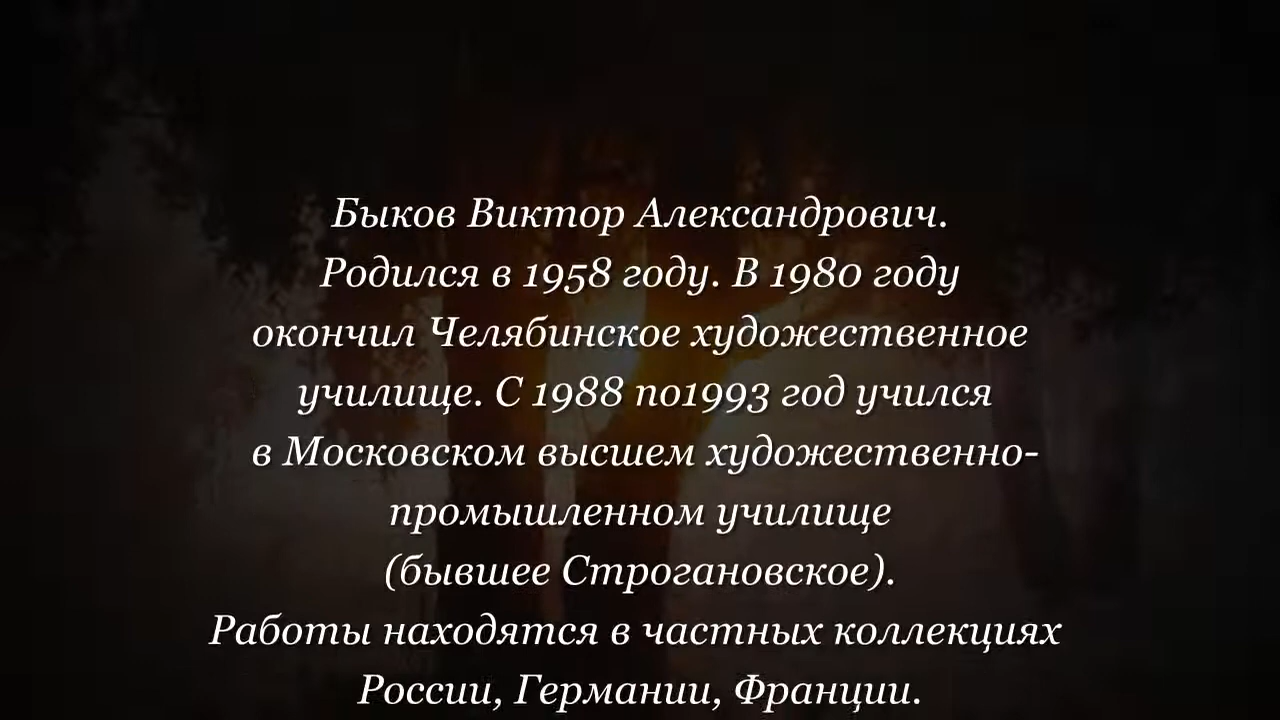 Быков Виктор Александрович.
Родился в 1958 году. В 1980 году
окончил Челябинское художественное
училище. С 1988 по1993 год учился
в Московском высшем художественно-
промышленном училище
(бывшее Строгановское).
Работы находятся в частных коллекциях
России, Германии, Франции.